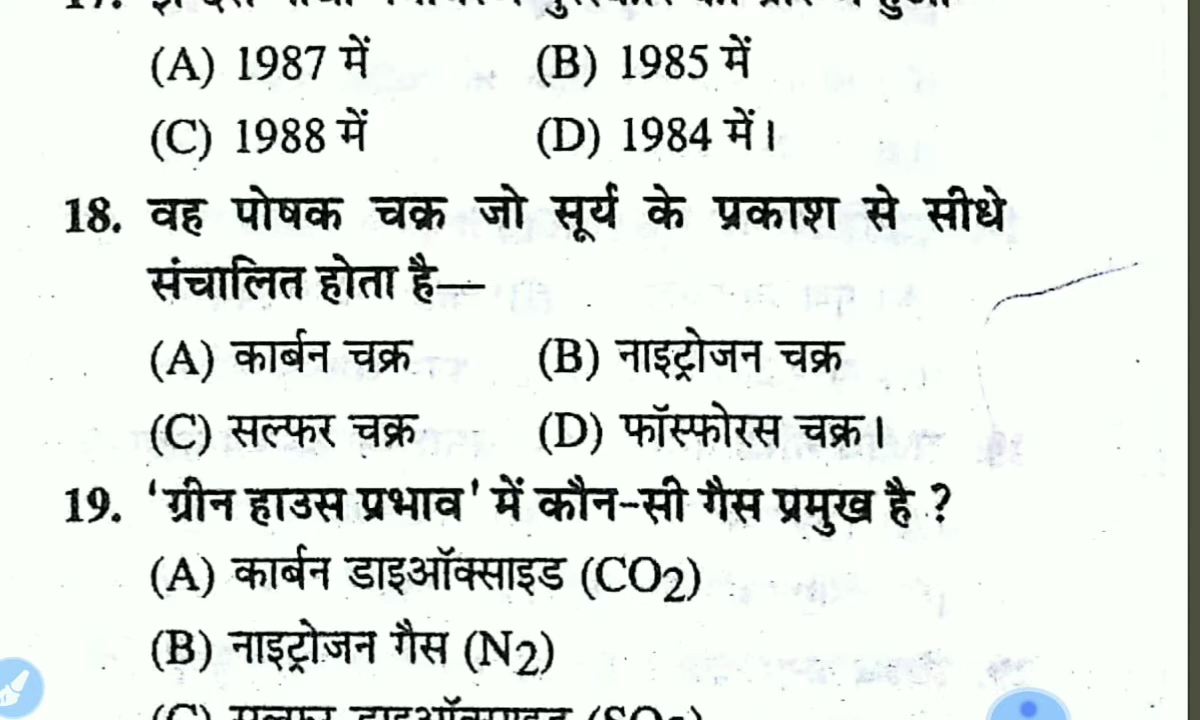 (A) 1987 में (B) 1985 में
(C) 1988 में (D) 1984 में।
18. वह पोषक चक्र जो सूर्य के प्रकाश से सीधे
संचालित होता है—
(A) कार्बन चक्र (B) नाइट्रोजन चक्र
(C) सल्फर चक्र (D) फॉस्फोरस चक्र।
19. 'ग्रीन हाउस प्रभाव' में कौन-सी गैस प्रमुख है ?
(A) कार्बन डाइऑक्साइड (CO2)
(B) नाइट्रोजन गैस (N2)